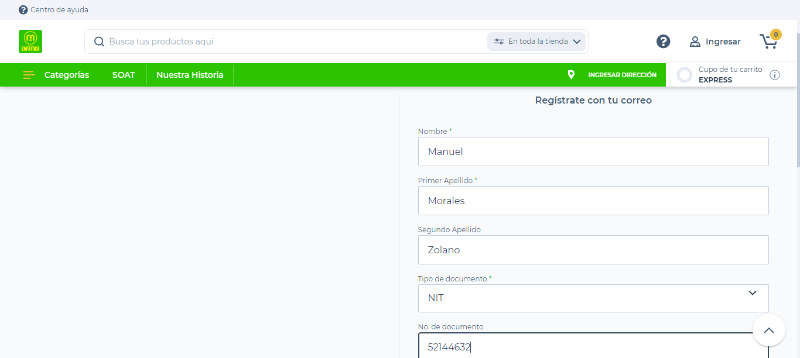 Centro de ayuda
Busca tus productos aquí
En toda la tienda
Ingresar
0
Categorías
SOAT
Nuestra Historia
INGRESAR DIRECCIÓN
Cupo de tu carrito
EXPRESS
Regístrate con tu correo
Nombre *
Manuel
Primer Apellido *
Morales
Segundo Apellido
Zolano
Tipo de documento *
NIT
No. de documento
52144632